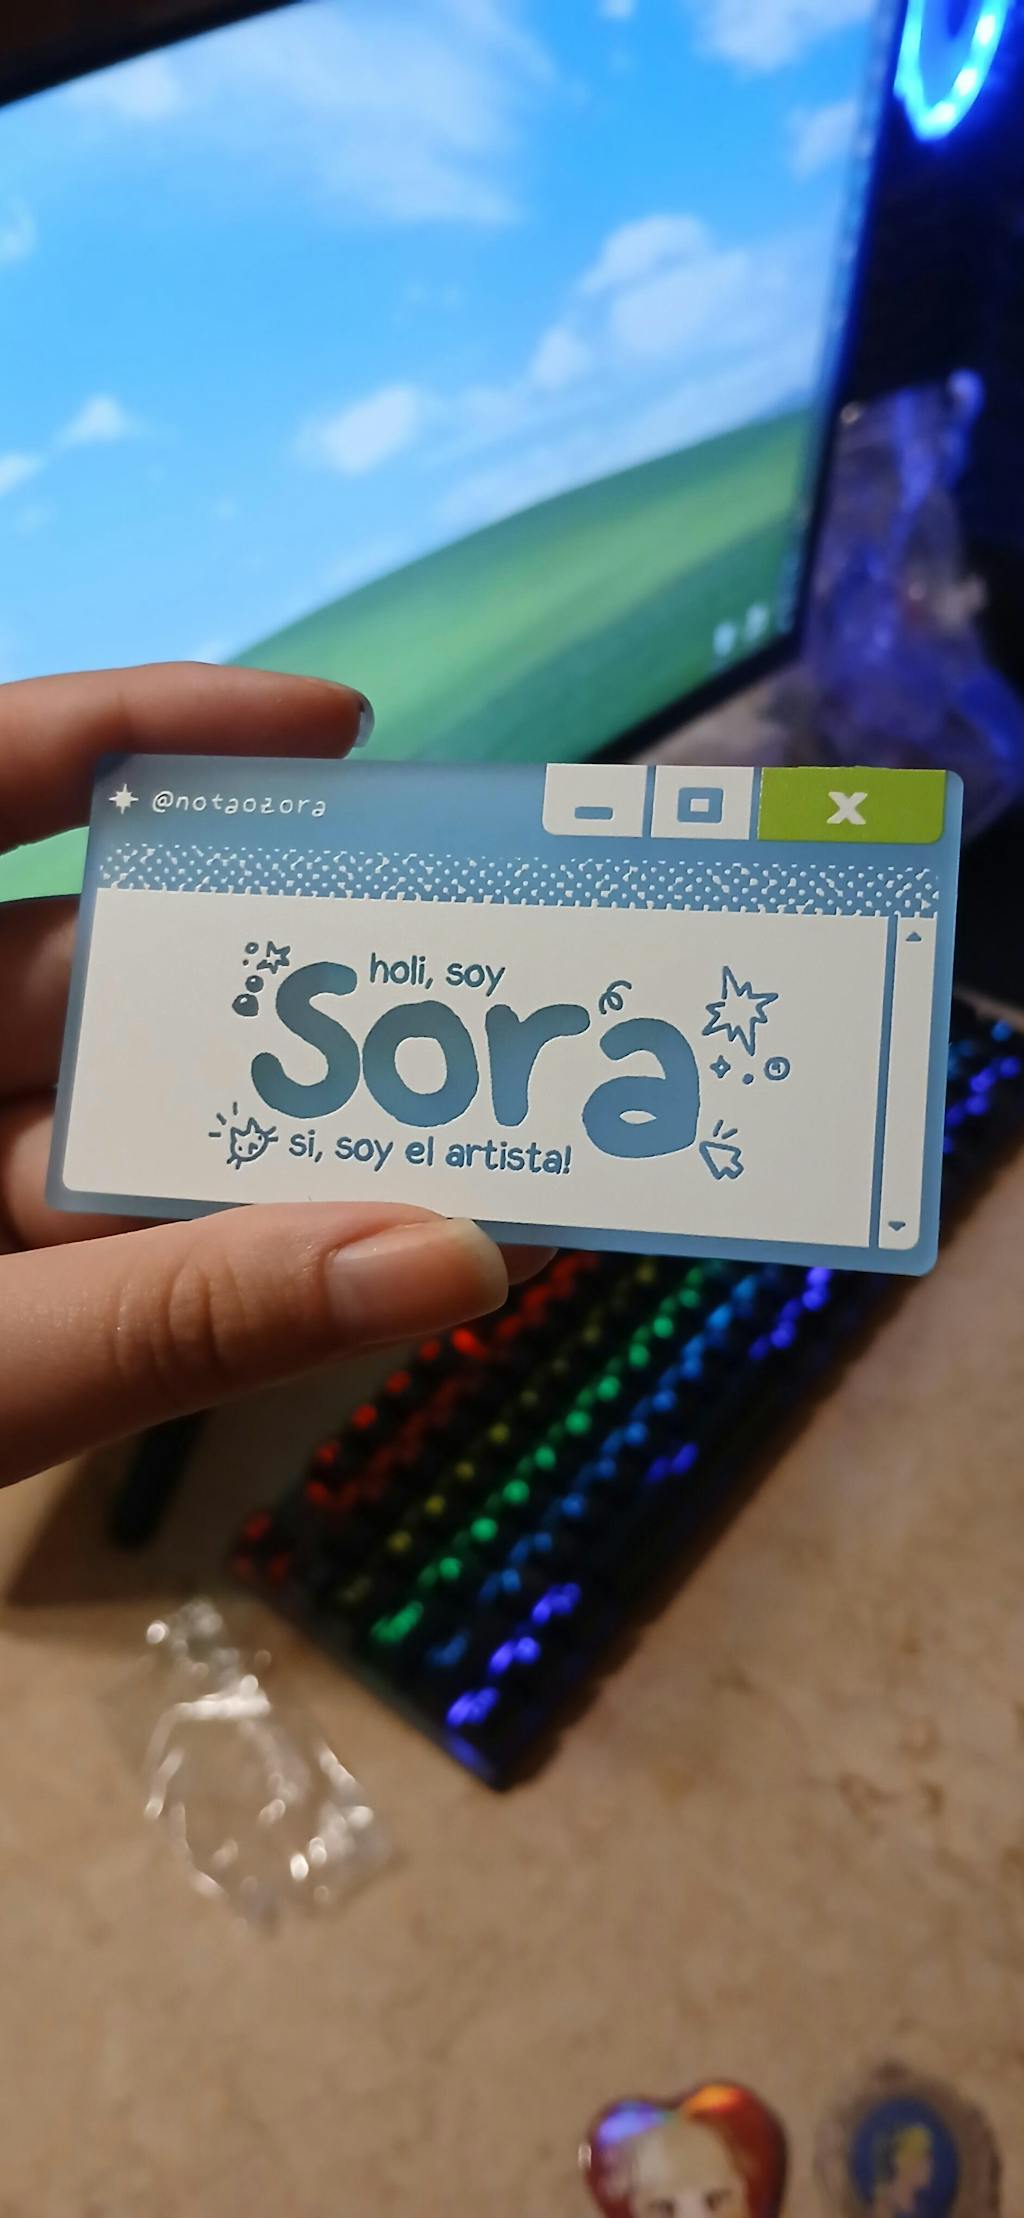 @notaozora
holi, soy
Sora
si, soy el artista!